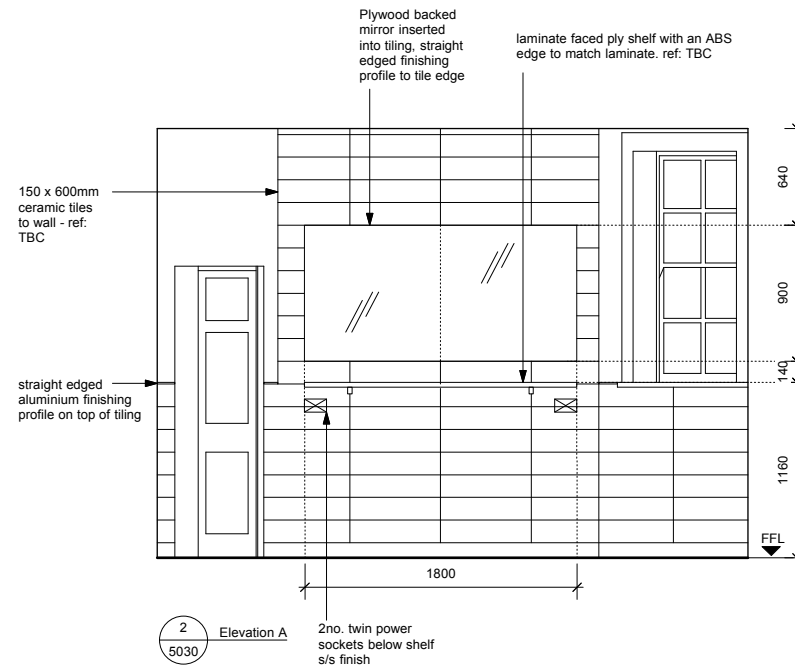 Plywood backed
mirror inserted
into tiling, straight
edged finishing
profile to tile edge
laminate faced ply shelf with an ABS
edge to match laminate. ref: TBC
150 x 600mm
ceramic tiles
to wall - ref:
TBC
640
900
140
straight edged
aluminium finishing
profile on top of tiling
1160
FFL
1800
2
5030
Elevation A
2no. twin power
sockets below shelf
s/s finish